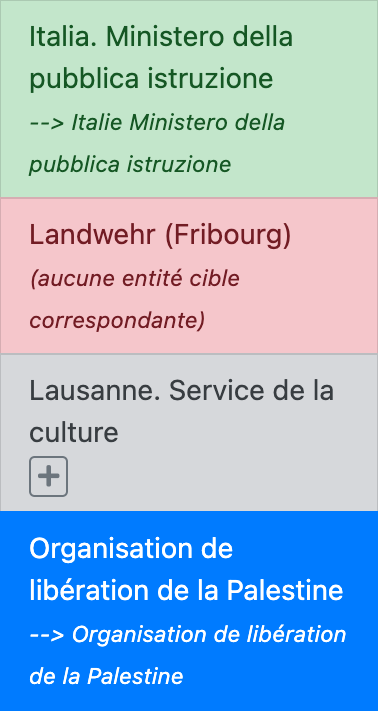 Italia. Ministero della
pubblica istruzione
--> Italie Ministero della
pubblica istruzione
Landwehr (Fribourg)
(aucune entité cible
correspondante)
Lausanne. Service de la
culture
Organisation de
libération de la Palestine
--> Organisation de libération
de la Palestine